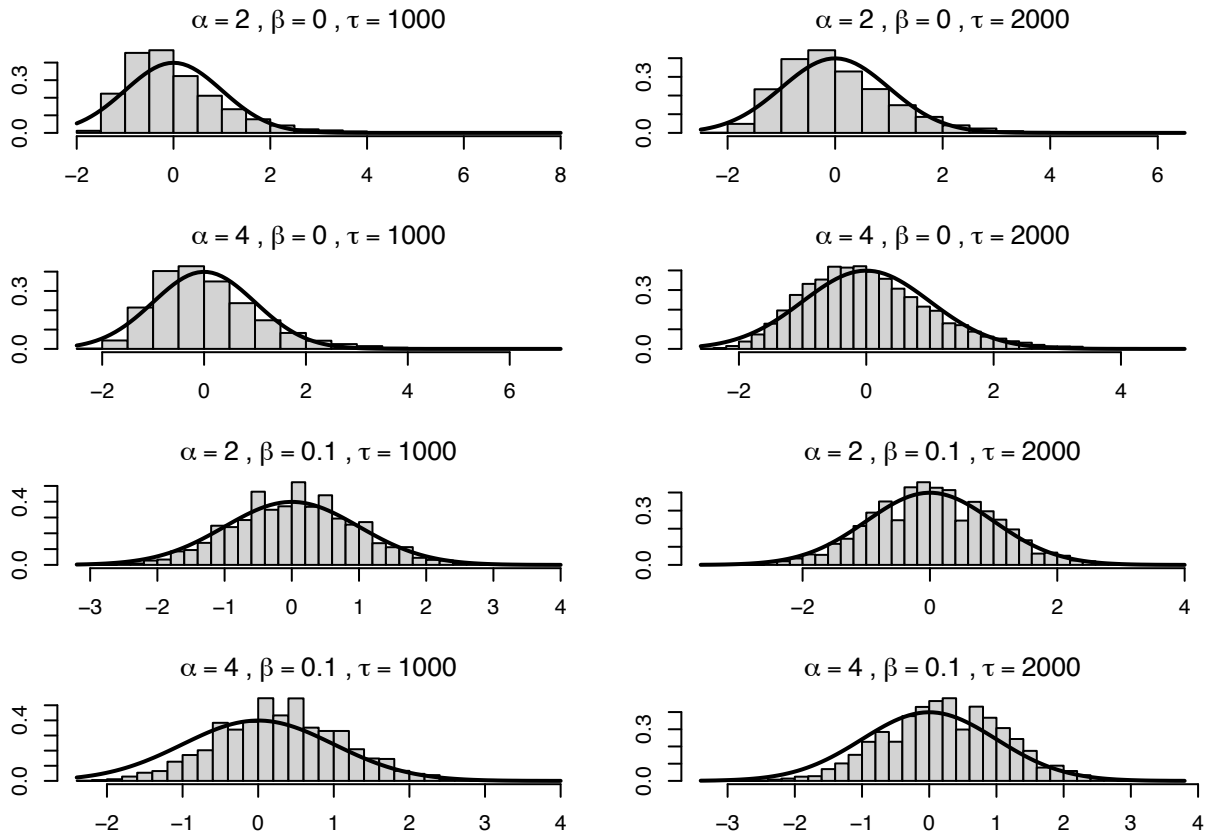 α = 2 , β = 0 , τ = 1000
0.0 0.3
−2 0 2 4 6 8
α = 2 , β = 0 , τ = 2000
0.0 0.3
−2 0 2 4 6
α = 4 , β = 0 , τ = 1000
0.0 0.3
−2 0 2 4 6
α = 4 , β = 0 , τ = 2000
0.0 0.3
−2 0 2 4
α = 2 , β = 0.1 , τ = 1000
0.0 0.4
−3 −2 −1 0 1 2 3 4
α = 2 , β = 0.1 , τ = 2000
0.0 0.3
−2 0 2 4
α = 4 , β = 0.1 , τ = 1000
0.0 0.4
−2 −1 0 1 2 3 4
α = 4 , β = 0.1 , τ = 2000
0.0 0.3
−3 −2 −1 0 1 2 3 4